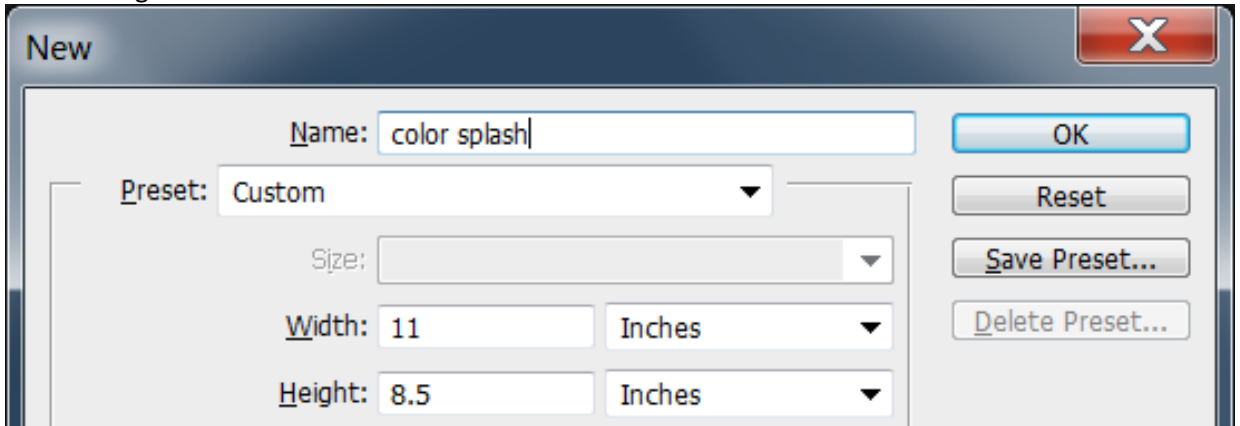 New
Name: color splash
OK
Preset: Custom
Reset
Size:
Save Preset...
Width: 11 Inches
Delete Preset...
Height: 8.5 Inches